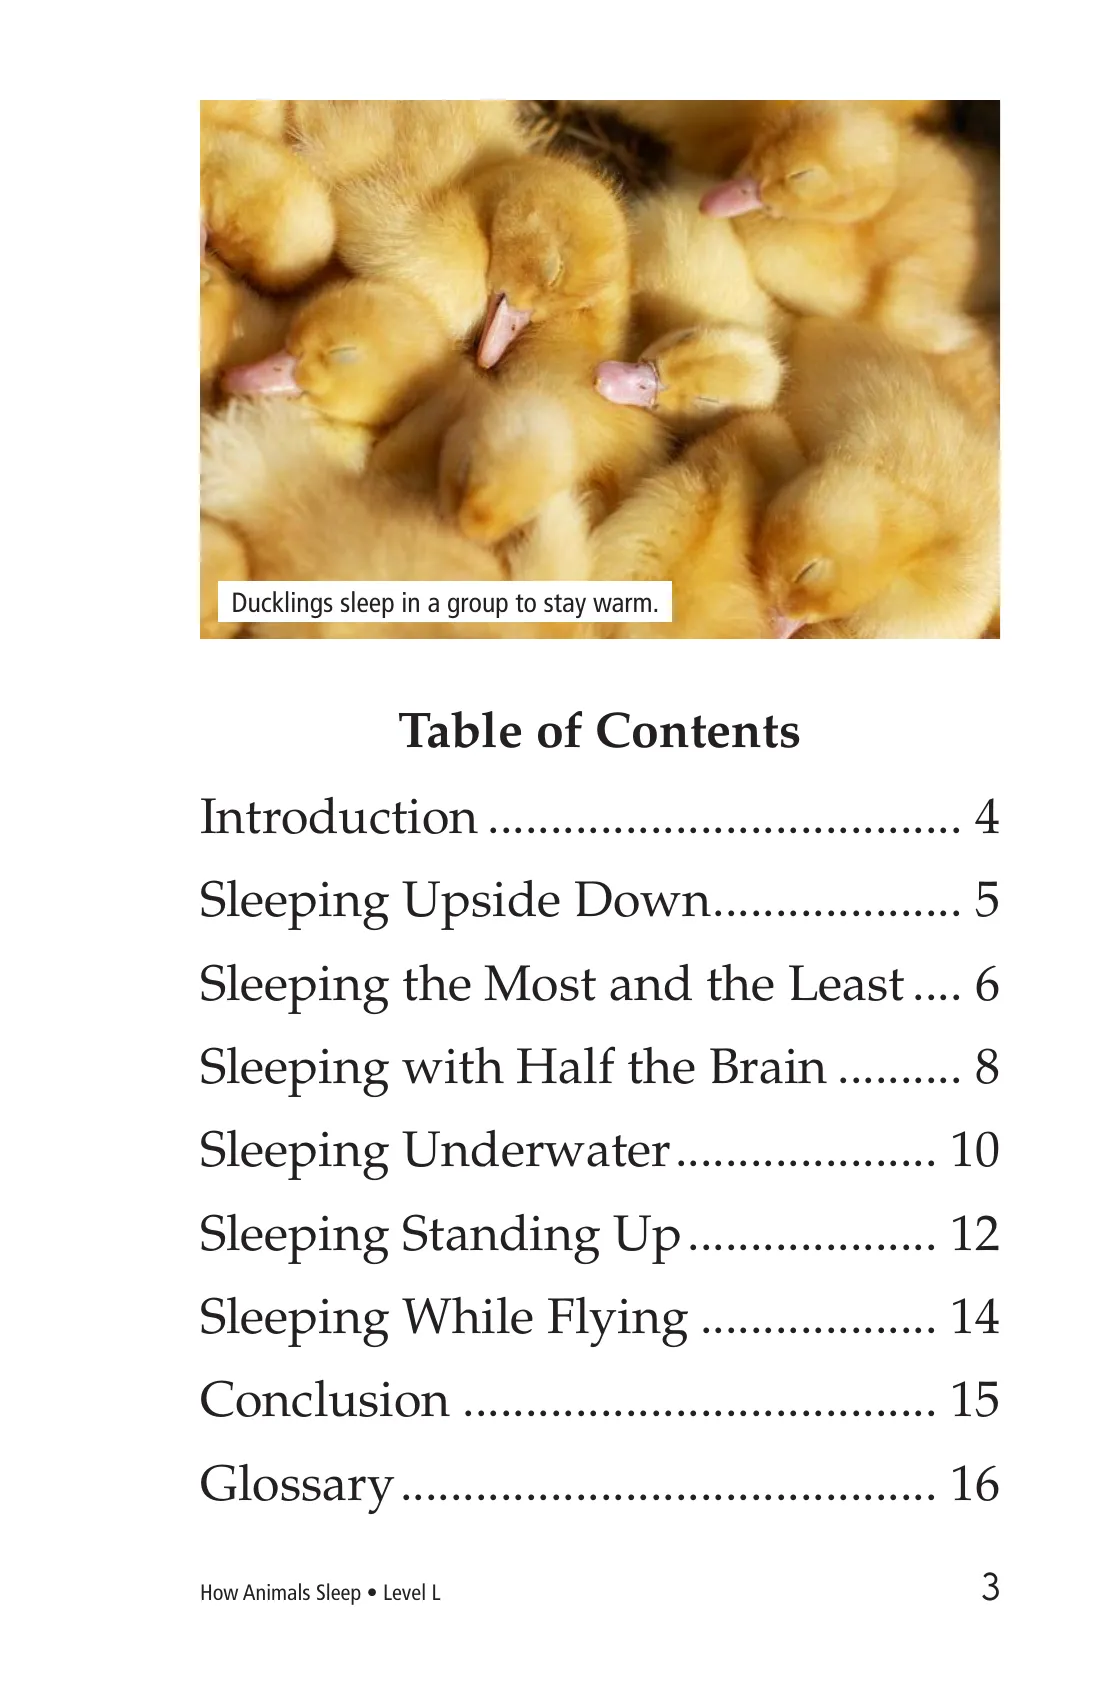 Ducklings sleep in a group to stay warm.
Table of Contents
Introduction ...................................... 4
Sleeping Upside Down.................... 5
Sleeping the Most and the Least .... 6
Sleeping with Half the Brain .......... 8
Sleeping Underwater..................... 10
Sleeping Standing Up.................... 12
Sleeping While Flying ................... 14
Conclusion ...................................... 15
Glossary........................................... 16
How Animals Sleep • Level L
3